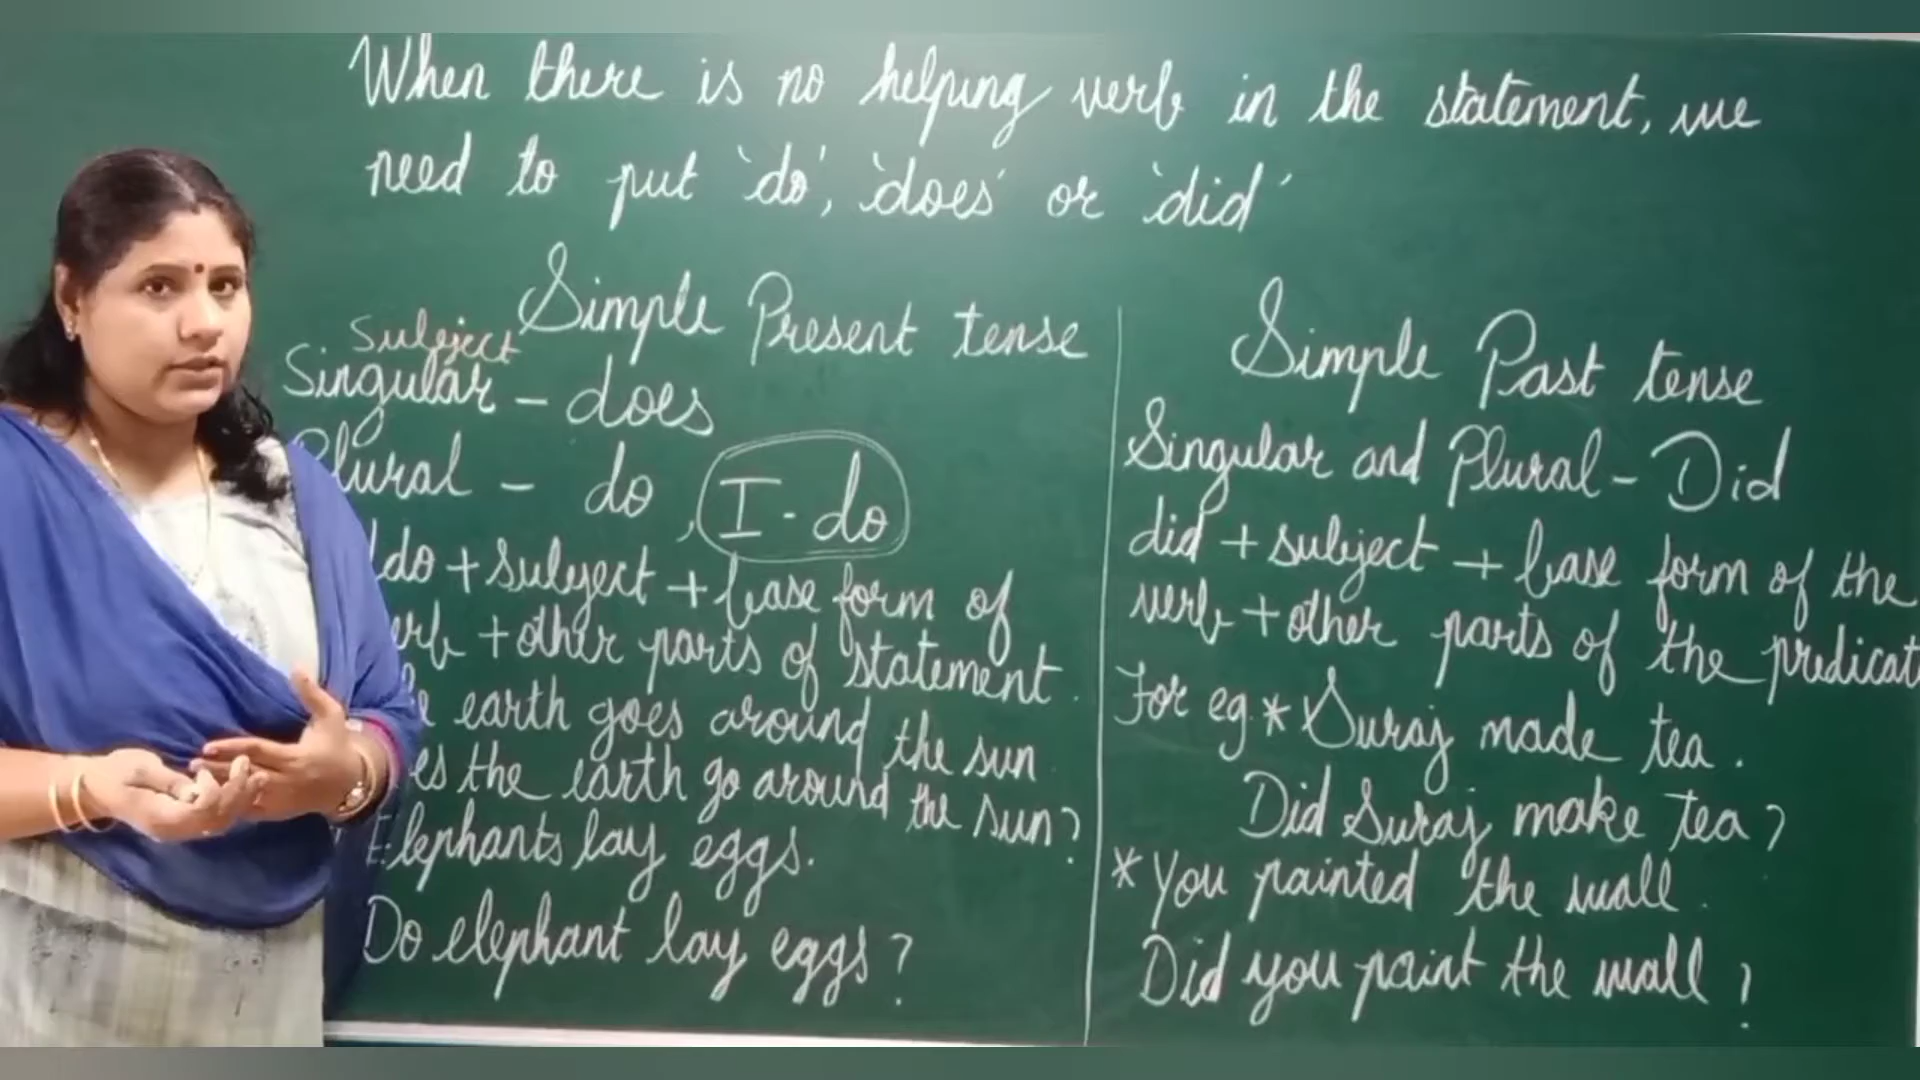 When there is no helping verb in the statement, we
need to put 'do', 'does' or 'did'
Simple Present tense
Subject
Singular - does
Plural - do, I - do
do + subject + base form of
verb + other parts of statement.
earth goes around the sun
the earth go around the sun?
Elephants lay eggs.
Do elephant lay eggs?
Simple Past tense
Singular and Plural - Did
did + subject + base form of the
verb + other parts of the predicat
For eg. * Suraj made tea.
Did Suraj make tea?
* You painted the wall.
Did you paint the wall?